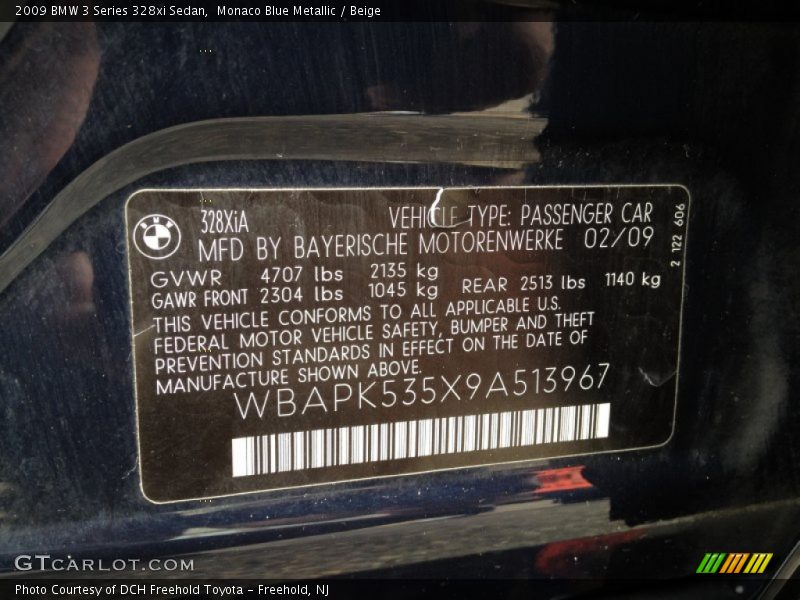 2009 BMW 3 Series 328xi Sedan,  Monaco Blue Metallic / Beige
BMW
328XiA VEHICLE TYPE: PASSENGER CAR
MFD BY BAYERISCHE MOTORENWERKE 02/09
2 122 606
GVWR 4707 lbs 2135 kg
GAWR FRONT 2304 lbs 1045 kg REAR 2513 lbs 1140 kg
THIS VEHICLE CONFORMS TO ALL APPLICABLE U.S.
FEDERAL MOTOR VEHICLE SAFETY, BUMPER AND THEFT
PREVENTION STANDARDS IN EFFECT ON THE DATE OF
MANUFACTURE SHOWN ABOVE.
WBAPK535X9A513967
GTCARLOT.COM
Photo Courtesy of DCH Freehold Toyota – Freehold, NJ